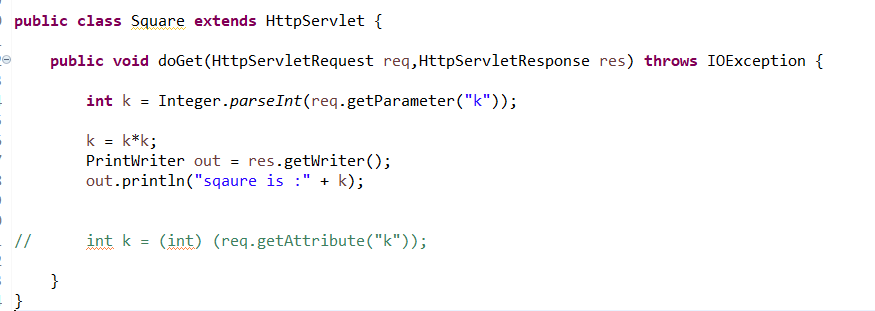 public class Square extends HttpServlet {
public void doGet(HttpServletRequest req,HttpServletResponse res) throws IOException {
int k = Integer.parseInt(req.getParameter("k"));
k = k*k;
PrintWriter out = res.getWriter();
out.println("sqaure is :" + k);
// int k = (int) (req.getAttribute("k"));
}
}